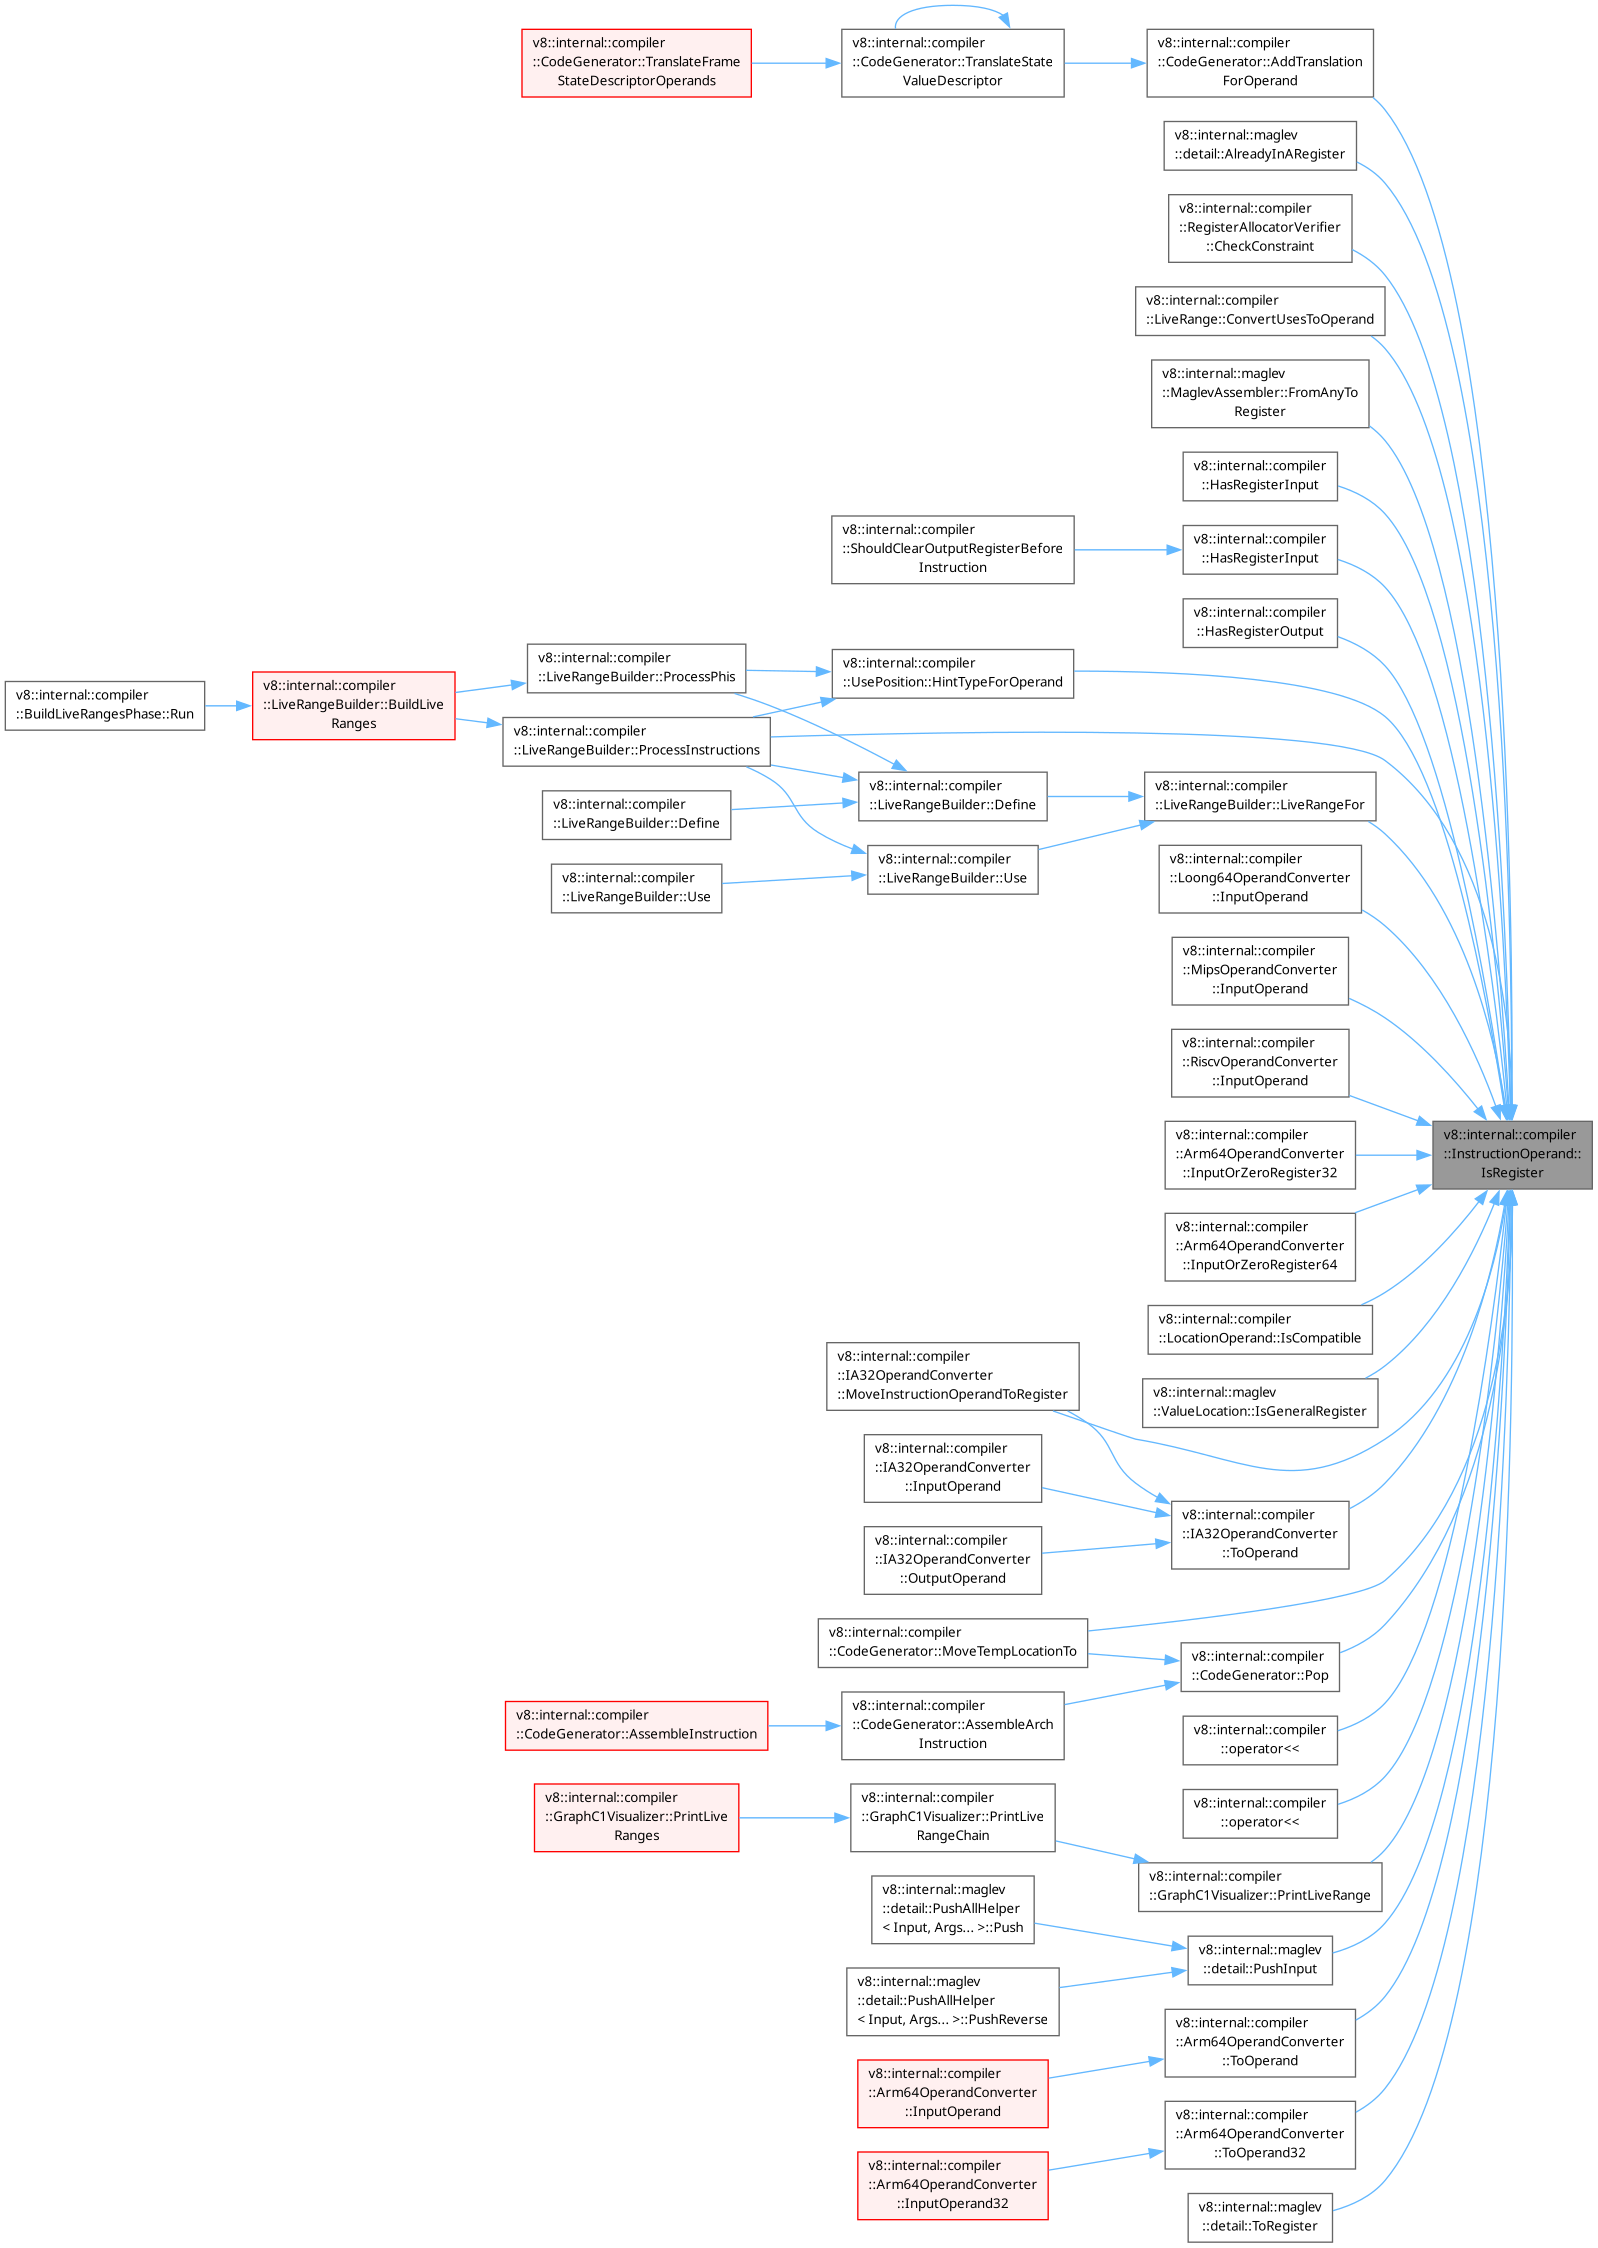 v8::internal::compiler
::CodeGenerator::TranslateFrame
StateDescriptorOperands
v8::internal::compiler
::CodeGenerator::TranslateState
ValueDescriptor
v8::internal::compiler
::CodeGenerator::AddTranslation
ForOperand
v8::internal::maglev
::detail::AlreadyInARegister
v8::internal::compiler
::RegisterAllocatorVerifier
::CheckConstraint
v8::internal::compiler
::LiveRange::ConvertUsesToOperand
v8::internal::maglev
::MaglevAssembler::FromAnyTo
Register
v8::internal::compiler
::HasRegisterInput
v8::internal::compiler
::ShouldClearOutputRegisterBefore
Instruction
v8::internal::compiler
::HasRegisterInput
v8::internal::compiler
::HasRegisterOutput
v8::internal::compiler
::BuildLiveRangesPhase::Run
v8::internal::compiler
::LiveRangeBuilder::BuildLive
Ranges
v8::internal::compiler
::LiveRangeBuilder::ProcessPhis
v8::internal::compiler
::UsePosition::HintTypeForOperand
v8::internal::compiler
::LiveRangeBuilder::ProcessInstructions
v8::internal::compiler
::LiveRangeBuilder::Define
v8::internal::compiler
::LiveRangeBuilder::Define
v8::internal::compiler
::LiveRangeBuilder::LiveRangeFor
v8::internal::compiler
::LiveRangeBuilder::Use
v8::internal::compiler
::LiveRangeBuilder::Use
v8::internal::compiler
::Loong64OperandConverter
::InputOperand
v8::internal::compiler
::MipsOperandConverter
::InputOperand
v8::internal::compiler
::RiscvOperandConverter
::InputOperand
v8::internal::compiler
::InstructionOperand::
IsRegister
v8::internal::compiler
::Arm64OperandConverter
::InputOrZeroRegister32
v8::internal::compiler
::Arm64OperandConverter
::InputOrZeroRegister64
v8::internal::compiler
::LocationOperand::IsCompatible
v8::internal::maglev
::ValueLocation::IsGeneralRegister
v8::internal::compiler
::IA32OperandConverter
::MoveInstructionOperandToRegister
v8::internal::compiler
::IA32OperandConverter
::InputOperand
v8::internal::compiler
::IA32OperandConverter
::OutputOperand
v8::internal::compiler
::IA32OperandConverter
::ToOperand
v8::internal::compiler
::CodeGenerator::MoveTempLocationTo
v8::internal::compiler
::CodeGenerator::Pop
v8::internal::compiler
::CodeGenerator::AssembleInstruction
v8::internal::compiler
::CodeGenerator::AssembleArch
Instruction
v8::internal::compiler
::operator<<
v8::internal::compiler
::operator<<
v8::internal::compiler
::GraphC1Visualizer::PrintLive
Ranges
v8::internal::compiler
::GraphC1Visualizer::PrintLive
RangeChain
v8::internal::compiler
::GraphC1Visualizer::PrintLiveRange
v8::internal::maglev
::detail::PushAllHelper
< Input, Args... >::Push
v8::internal::maglev
::detail::PushInput
v8::internal::maglev
::detail::PushAllHelper
< Input, Args... >::PushReverse
v8::internal::compiler
::Arm64OperandConverter
::ToOperand
v8::internal::compiler
::Arm64OperandConverter
::InputOperand
v8::internal::compiler
::Arm64OperandConverter
::ToOperand32
v8::internal::compiler
::Arm64OperandConverter
::InputOperand32
v8::internal::maglev
::detail::ToRegister